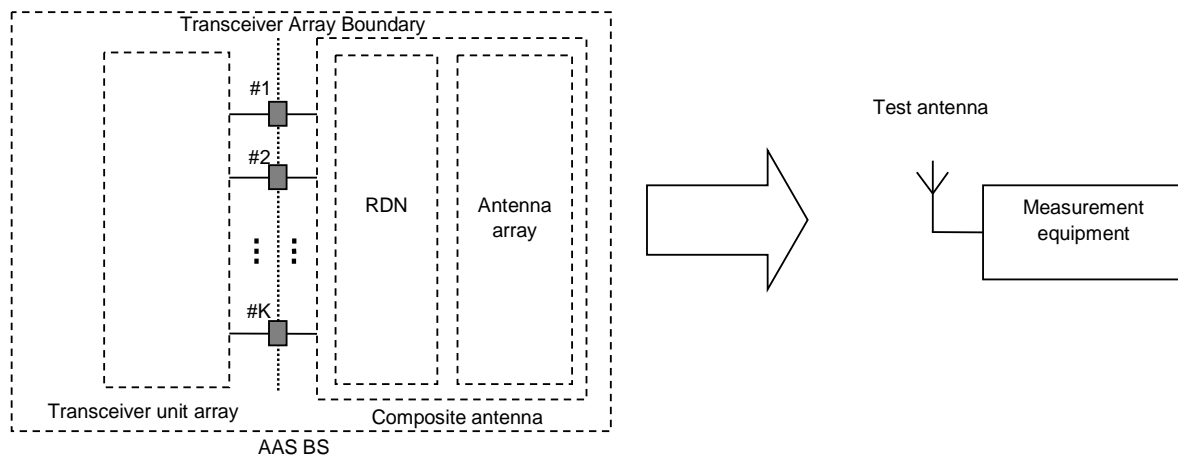 Transceiver Array Boundary
#1
#2
#K
RDN
Antenna
array
Transceiver unit array
Composite antenna
AAS BS
Test antenna
Measurement
equipment